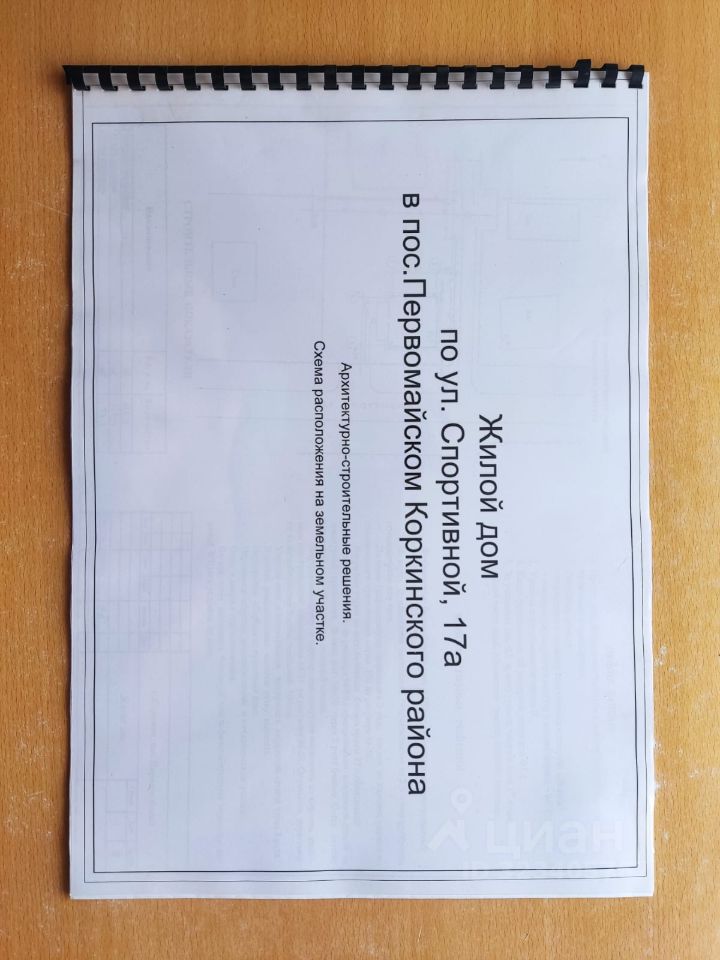 Жилой дом
по ул. Спортивной, 17а
в пос.Первомайском Коркинского района
Архитектурно-строительные решения.
Схема расположения на земельном участке.
циан